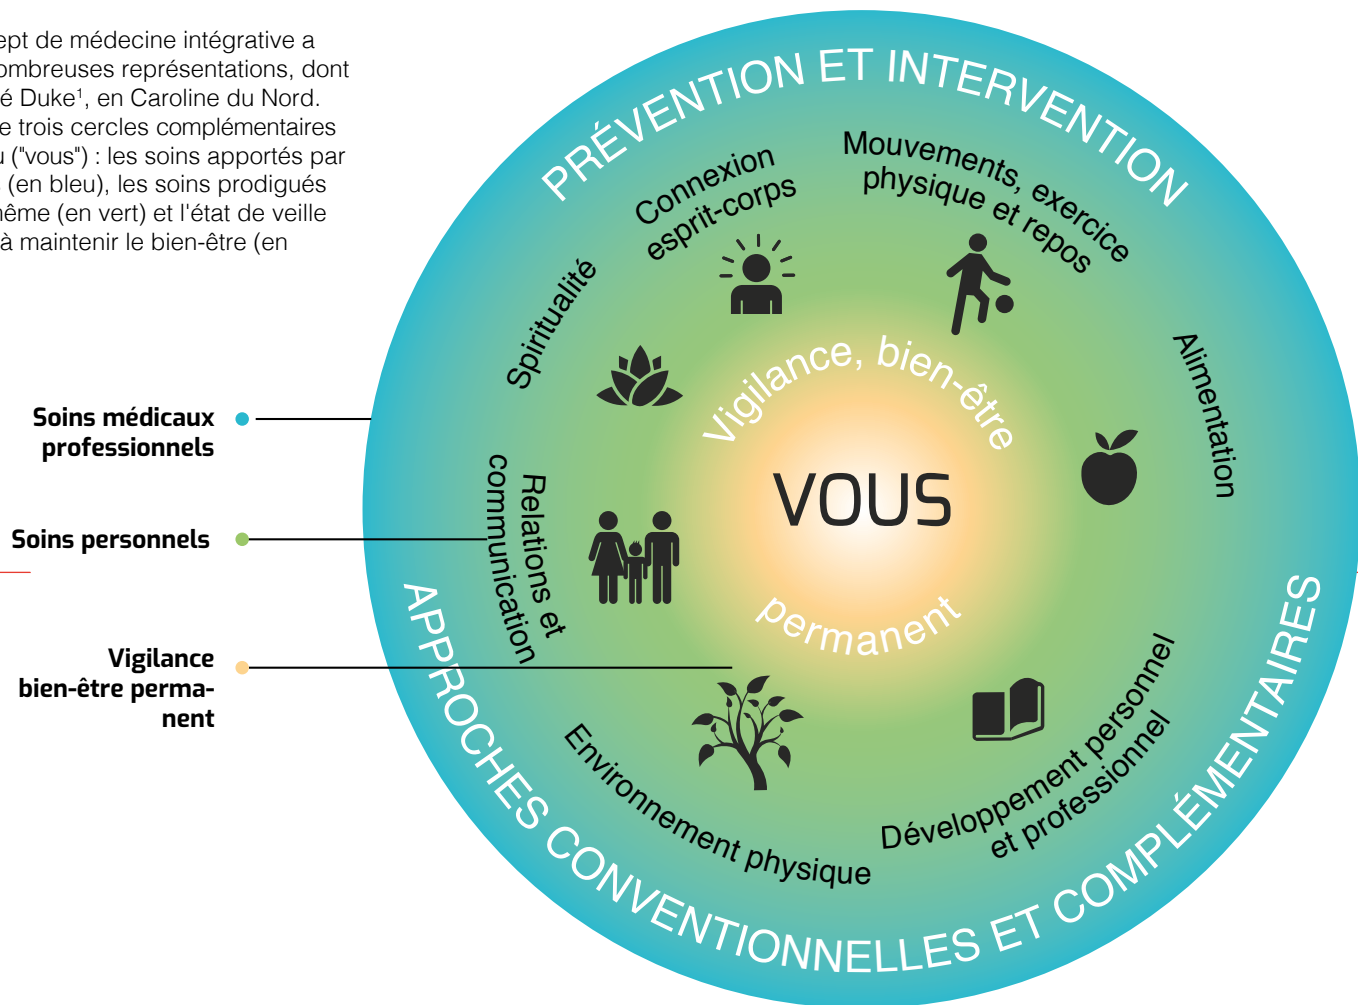 ept de médecine intégrative a
ombreuses représentations, dont
é Duke¹, en Caroline du Nord.
e trois cercles complémentaires
u ("vous") : les soins apportés par
(en bleu), les soins prodigués
ême (en vert) et l'état de veille
à maintenir le bien-être (en
PRÉVENTION ET INTERVENTION
Connexion
esprit-corps
Mouvements, exercice
physique et repos
Spiritualité
Alimentation
Vigilance, bien-être
VOUS
permanent
Soins médicaux
professionnels
Soins personnels
Vigilance
bien-être perma-
nent
Relations et
communication
Environnement physique
Développement personnel
et professionnel
APPROCHES CONVENTIONNELLES ET COMPLÉMENTAIRES